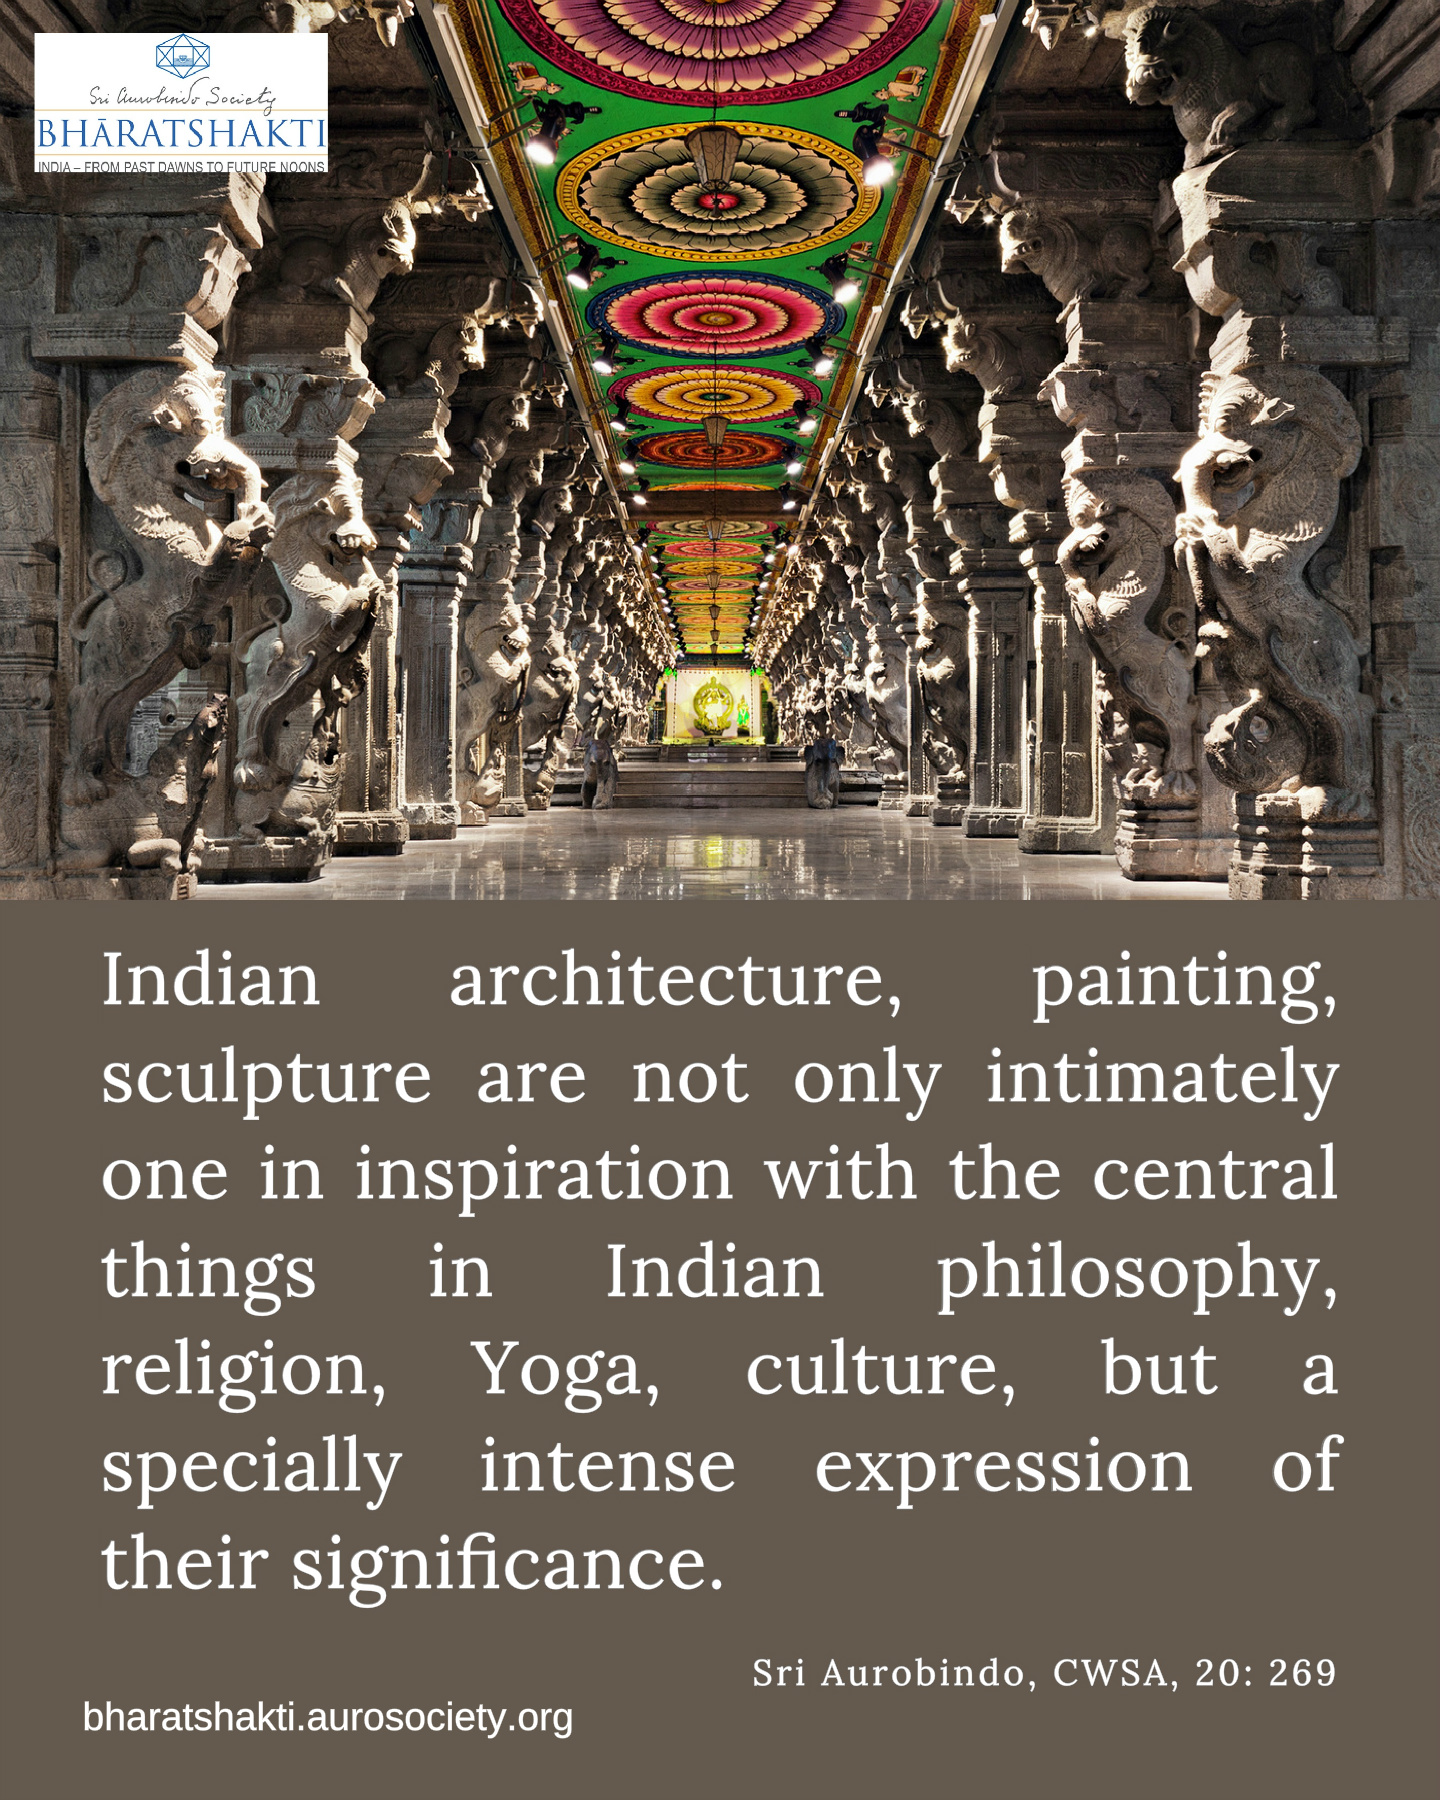 Sri Aurobindo Society
BHĀRATSHAKTI
INDIA – FROM PAST DAWNS TO FUTURE NOONS
Indian architecture, painting,
sculpture are not only intimately
one in inspiration with the central
things in Indian philosophy,
religion, Yoga, culture, but a
specially intense expression of
their significance.
Sri Aurobindo, CWSA, 20: 269
bharatshakti.aurosociety.org